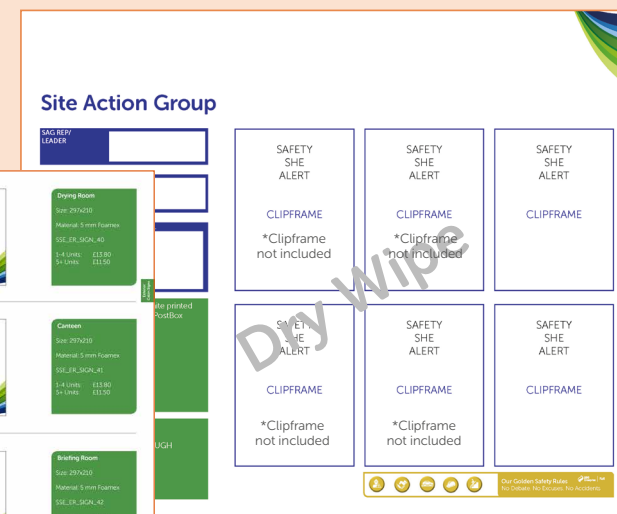 Site Action Group
SAG REP/
LEADER
SAFETY
SHE
ALERT
CLIPFRAME
*Clipframe
not included
SAFETY
SHE
ALERT
CLIPFRAME
*Clipframe
not included
SAFETY
SHE
ALERT
CLIPFRAME
Dry Wipe
SAFETY
SHE
ALERT
CLIPFRAME
*Clipframe
not included
SAFETY
SHE
ALERT
CLIPFRAME
*Clipframe
not included
SAFETY
SHE
ALERT
CLIPFRAME
printed
PostBox
UGH
Drying Room
Size: 297x210
Material: 5 mm Foamex
SSE_ER_SIGN_40
1-4 Units: £13.80
5+ Units: £11.50
Canteen
Size: 297x210
Material: 5 mm Foamex
SSE_ER_SIGN_41
1-4 Units: £13.80
5+ Units: £11.50
Briefing Room
Size: 297x210
Material: 5 mm Foamex
SSE_ER_SIGN_42
Our Golden Safety Rules
No Debate. No Excuses. No Accidents.